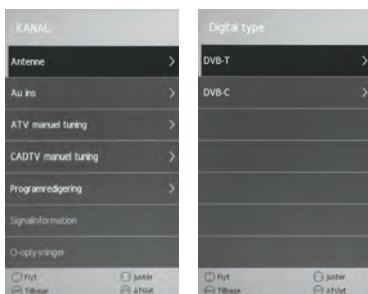 KANAL
Antenne
Au ins
ATV manuel tuning
CADTV manuel tuning
Programredigering
Signalinformation
CI-oplysninger
Flyt
Juster
Tilbage
Afslut
Digital type
DVB-T
DVB-C
Flyt
Juster
Tilbage
Afslut